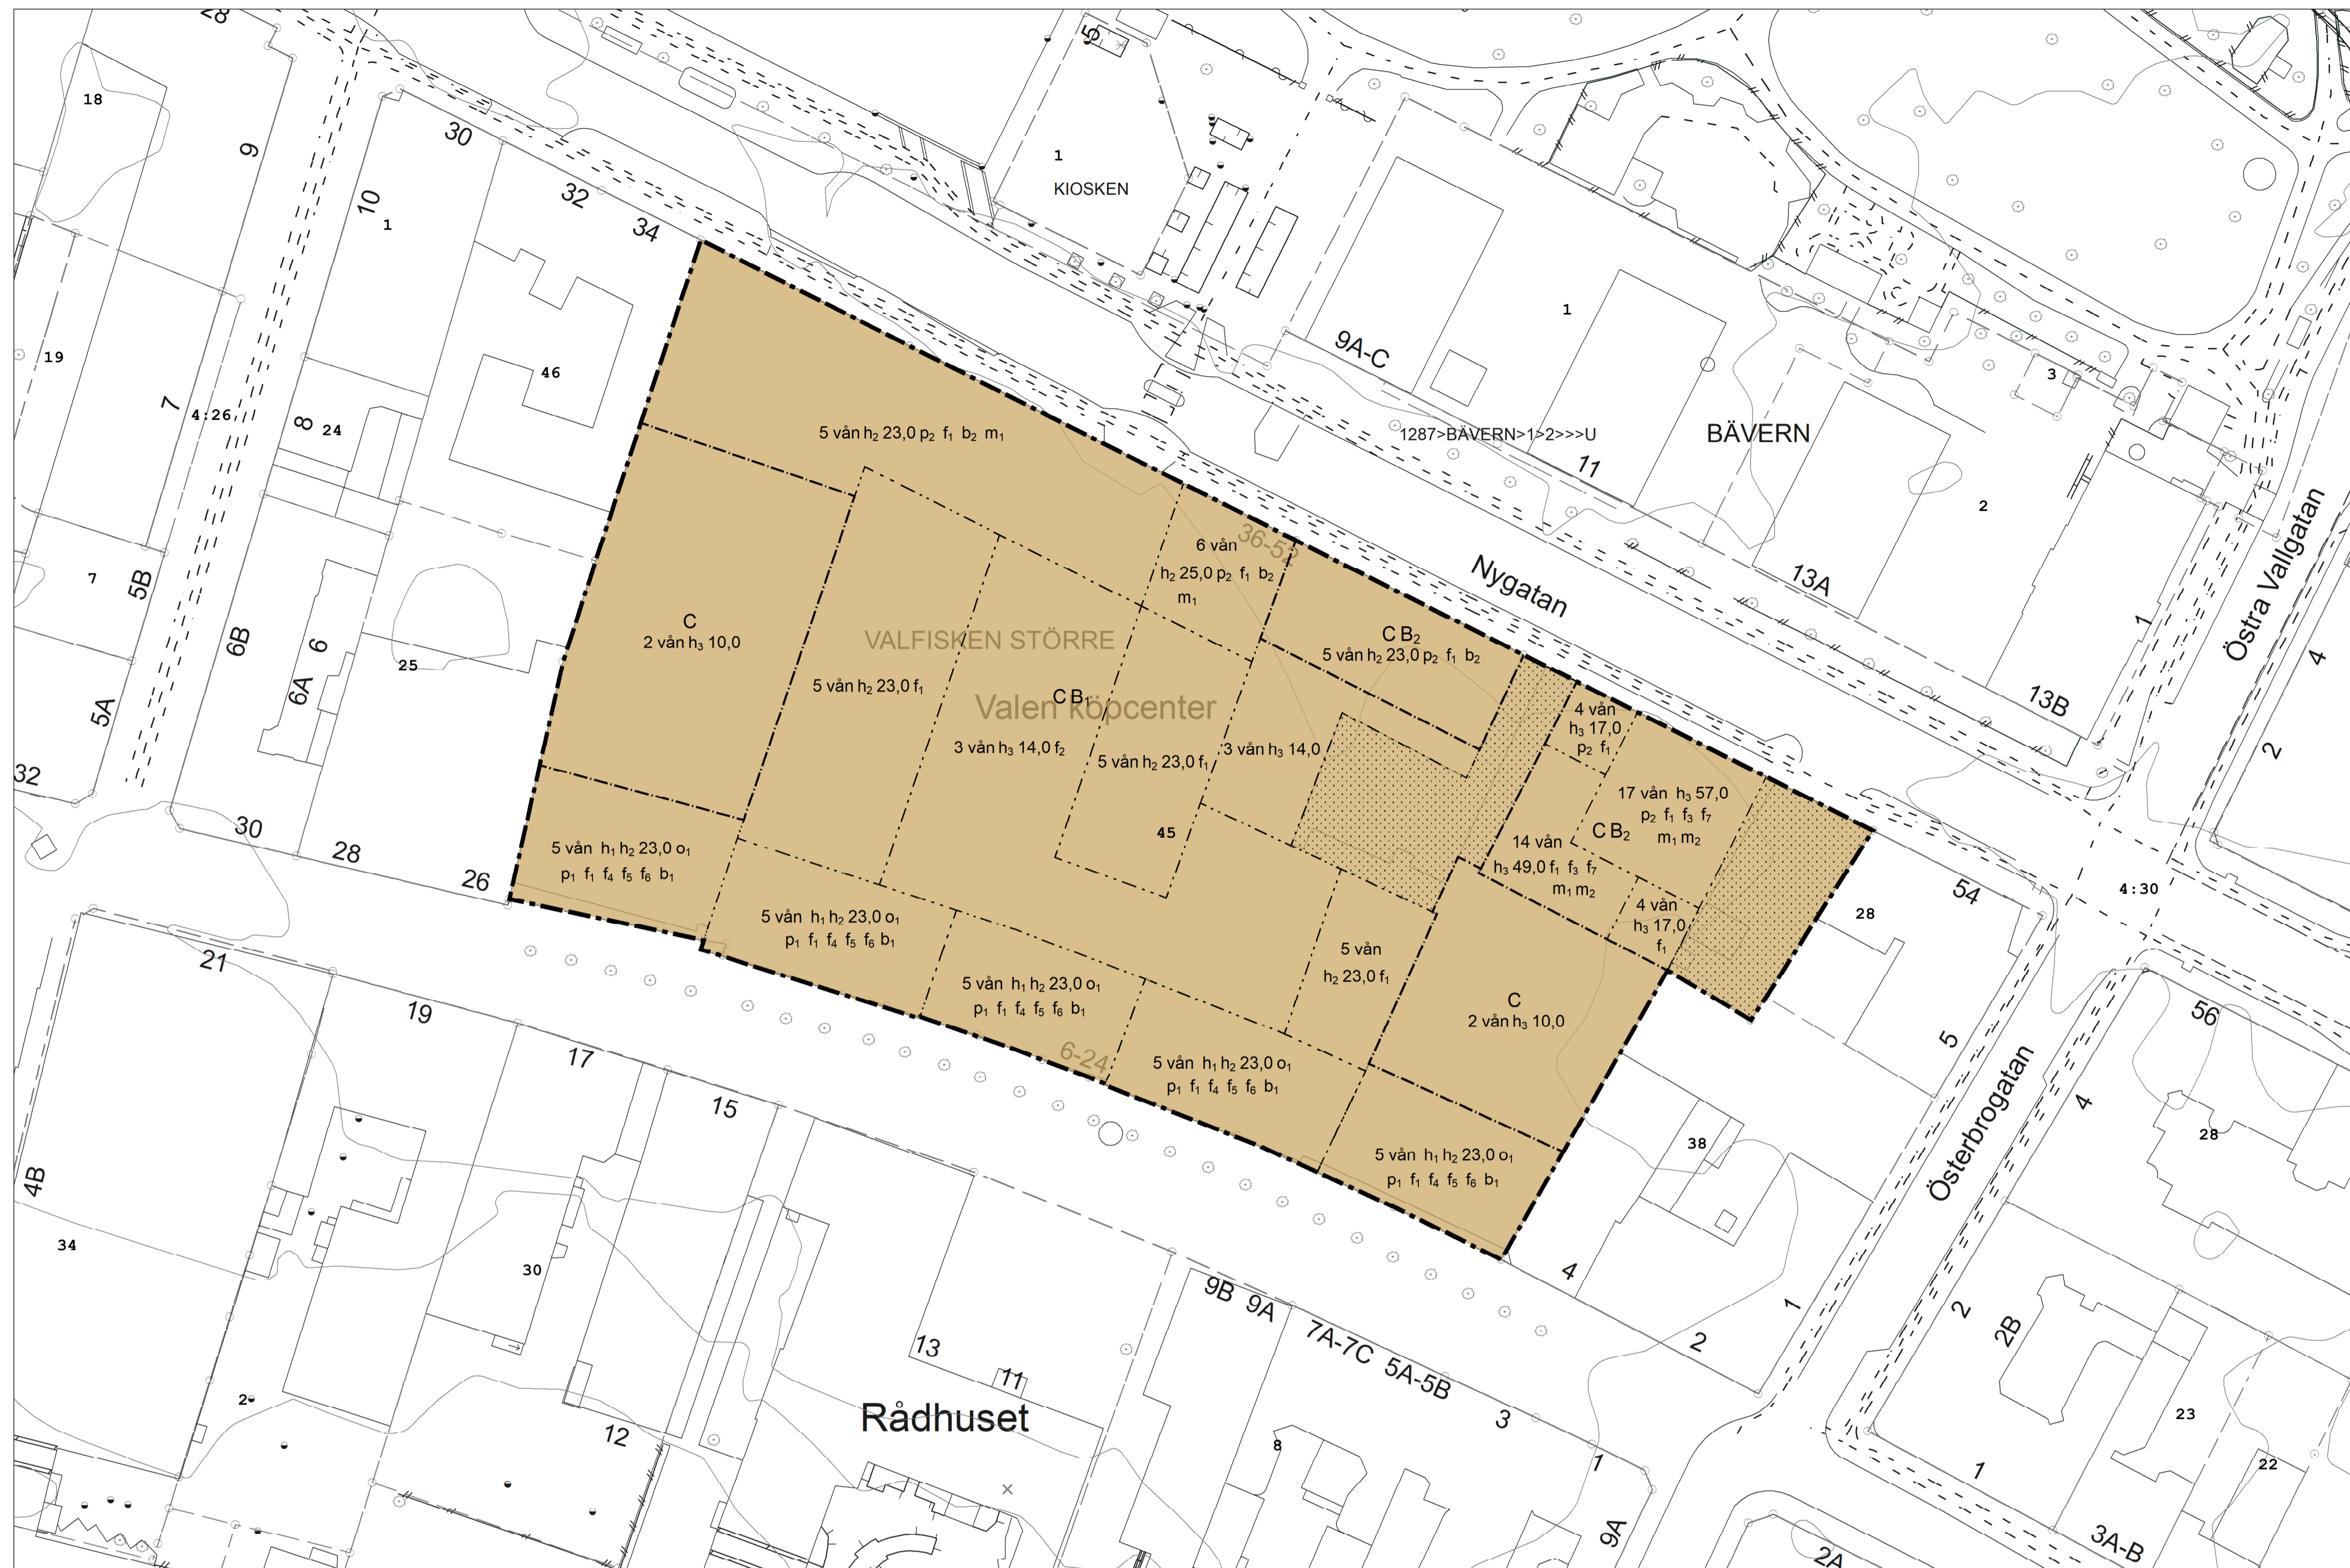 28
18
9
30
10
1
32
34
5
1
KIOSKEN
19
46
7
4:26
8
24
9A-C
1
1287>BÄVERN>1>2>>>U
BÄVERN
11
3
2
Östra Vallgatan
4
2
13A
13B
1
Nygatan
7
5B
5A
6B
6
6A
25
32
30
28
26
5 vån h₂ 23,0 p₂ f₁ b₂ m₁
36-52
6 vån
h₂ 25,0 p₂ f₁ b₂
m₁
C
2 vån h₃ 10,0
VALFISKEN STÖRRE
C B₂
5 vån h₂ 23,0 p₂ f₁ b₂
5 vån h₂ 23,0 f₁
C B₁
Valen köpcenter
3 vån h₃ 14,0 f₂
5 vån h₂ 23,0 f₁
3 vån h₃ 14,0
4 vån
h₃ 17,0
p₂ f₁
17 vån h₃ 57,0
p₂ f₁ f₃ f₇
m₁ m₂
C B₂
14 vån
h₃ 49,0 f₁ f₃ f₇
m₁ m₂
45
4 vån
h₃ 17,0
f₁
5 vån h₁ h₂ 23,0 o₁
p₁ f₁ f₄ f₅ f₆ b₁
5 vån h₁ h₂ 23,0 o₁
p₁ f₁ f₄ f₅ f₆ b₁
5 vån
h₂ 23,0 f₁
5 vån h₁ h₂ 23,0 o₁
p₁ f₁ f₄ f₅ f₆ b₁
C
2 vån h₃ 10,0
6-24
5 vån h₁ h₂ 23,0 o₁
p₁ f₁ f₄ f₅ f₆ b₁
5 vån h₁ h₂ 23,0 o₁
p₁ f₁ f₄ f₅ f₆ b₁
54
4:30
28
56
5
4
Österbrogatan
28
38
21
19
17
15
4B
34
30
2
12
13
11
Rådhuset
9B 9A
7A-7C 5A-5B
3
1
8
9A
4
2
1
2
2B
23
22
1
3A-B
2A